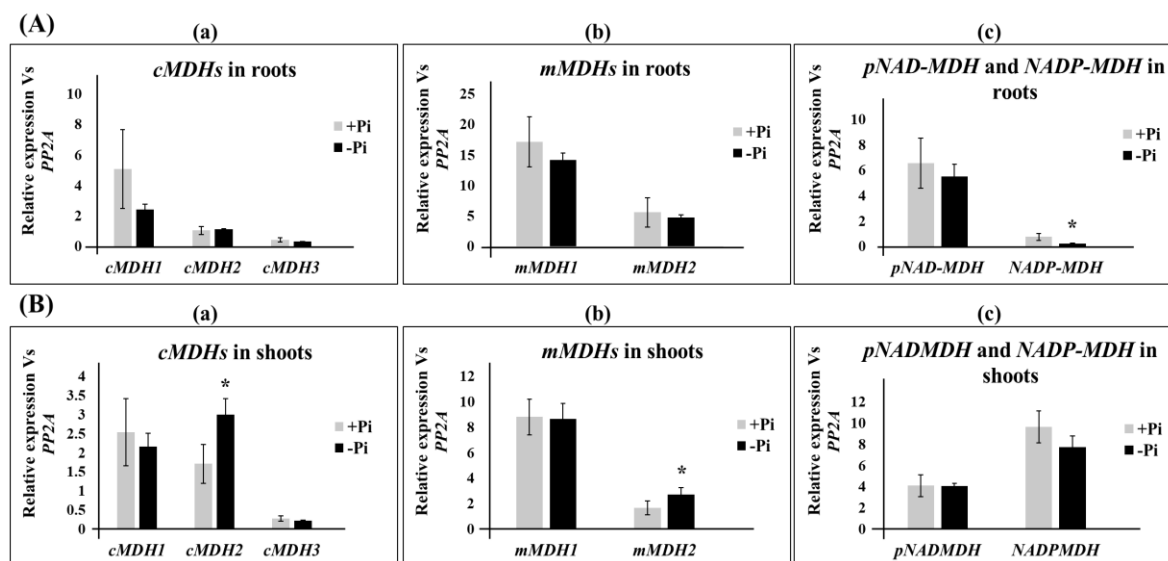 (A)
(a)
cMDHs in roots
Relative expression Vs
PP2A
10
8
6
4
2
0
+Pi
-Pi
cMDH1 cMDH2 cMDH3
(b)
mMDHs in roots
Relative expression Vs
PP2A
25
20
15
10
5
0
+Pi
-Pi
mMDH1 mMDH2
(c)
pNAD-MDH and NADP-MDH in
roots
Relative expression Vs
PP2A
10
8
6
4
2
0
*
+Pi
-Pi
pNAD-MDH NADP-MDH
(B)
(a)
cMDHs in shoots
Relative expression Vs
PP2A
4
3.5
3
2.5
2
1.5
1
0.5
0
*
+Pi
-Pi
cMDH1 cMDH2 cMDH3
(b)
mMDHs in shoots
Relative expression Vs
PP2A
12
10
8
6
4
2
0
*
+Pi
-Pi
mMDH1 mMDH2
(c)
pNADMDH and NADP-MDH in
shoots
Relative expression Vs
PP2A
12
10
8
6
4
2
0
+Pi
-Pi
pNADMDH NADPMDH